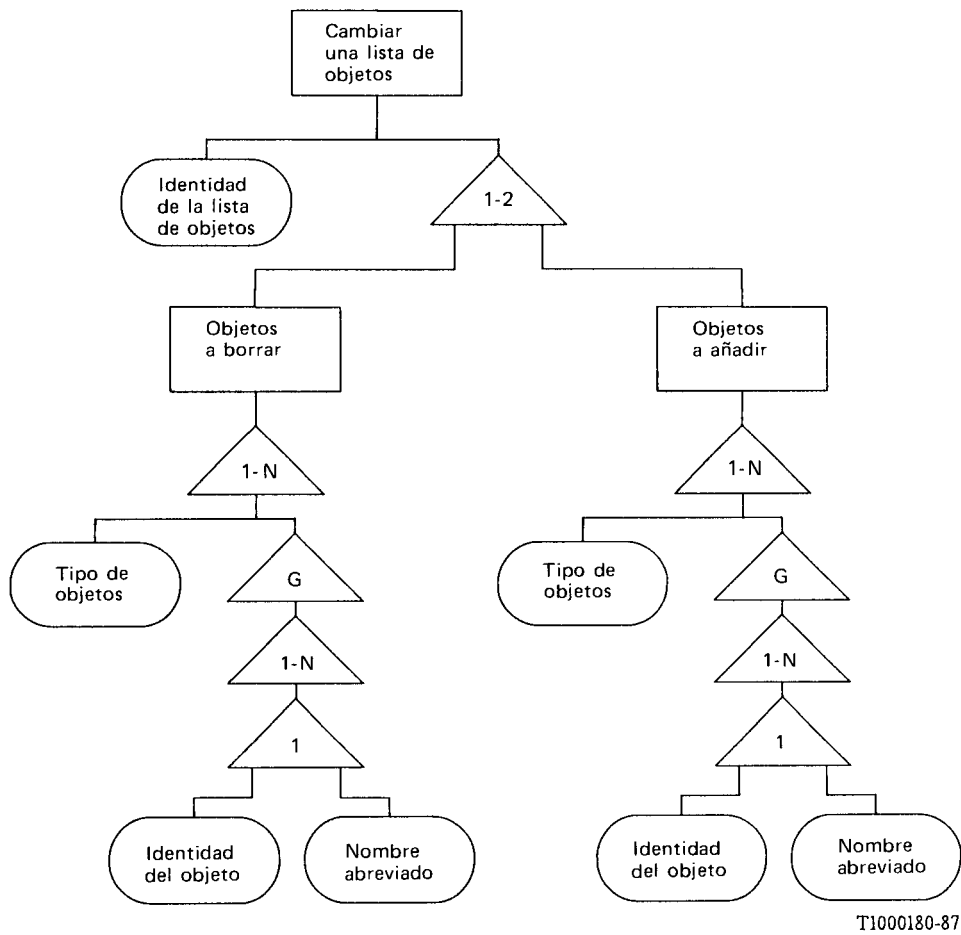 Cambiar
una lista de
objetos
Identidad
de la lista
de objetos
1-2
Objetos
a borrar
Objetos
a añadir
1-N
1-N
Tipo de
objetos
G
Tipo de
objetos
G
1-N
1-N
1
1
Identidad
del objeto
Nombre
abreviado
Identidad
del objeto
Nombre
abreviado
T1000180-87